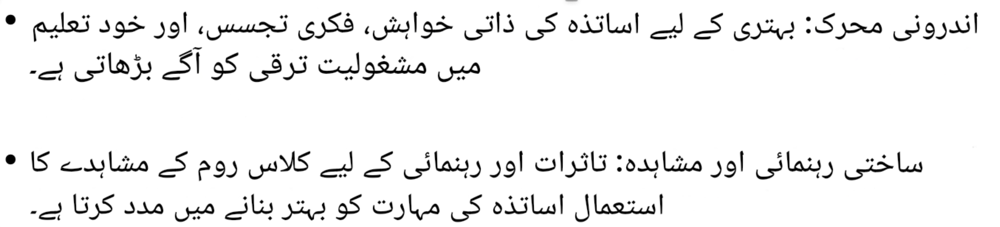 • اندرونی محرک: بہتری کے لیے اساتذہ کی ذاتی خواہش، فکری تجسس، اور خود تعلیم
میں مشغولیت ترقی کو آگے بڑھاتی ہے۔
• ساختی رہنمائی اور مشاہدہ: تاثرات اور رہنمائی کے لیے کلاس روم کے مشاہدے کا
استعمال اساتذہ کی مہارت کو بہتر بنانے میں مدد کرتا ہے۔